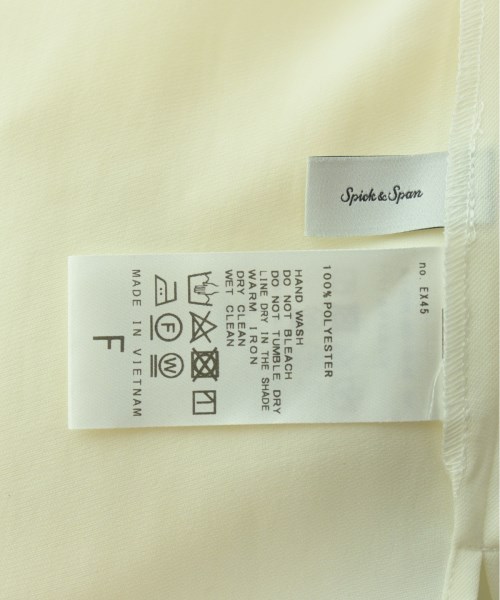 Spick & Span
no. EX45
100% POLYESTER
HAND WASH
DO NOT BLEACH
DO NOT TUMBLE DRY
LINE DRY IN THE SHADE
WARM IRON
DRY CLEAN
WET CLEAN
F W
MADE IN VIETNAM
F